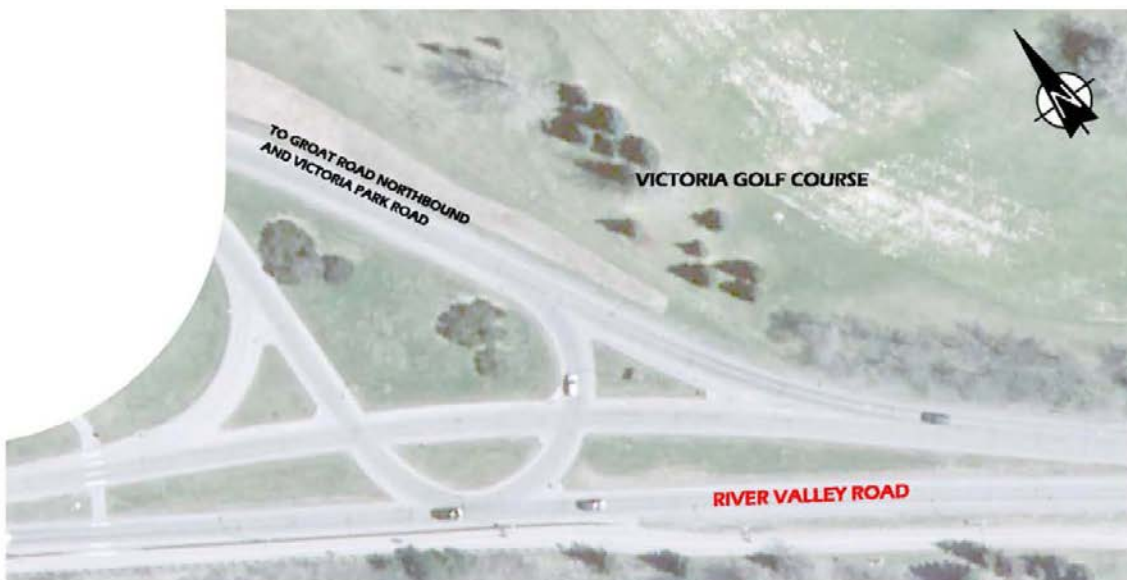 TO GROAT ROAD NORTHBOUND
AND VICTORIA PARK ROAD
VICTORIA GOLF COURSE
RIVER VALLEY ROAD
N